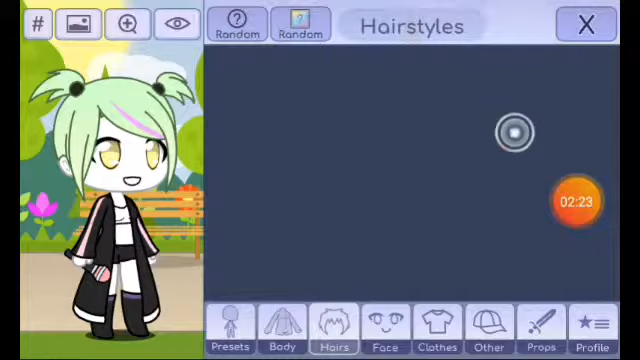 #
?
Random
?
Random
Hairstyles
X
02:23
Presets
Body
Hairs
Face
Clothes
Other
Props
Profile